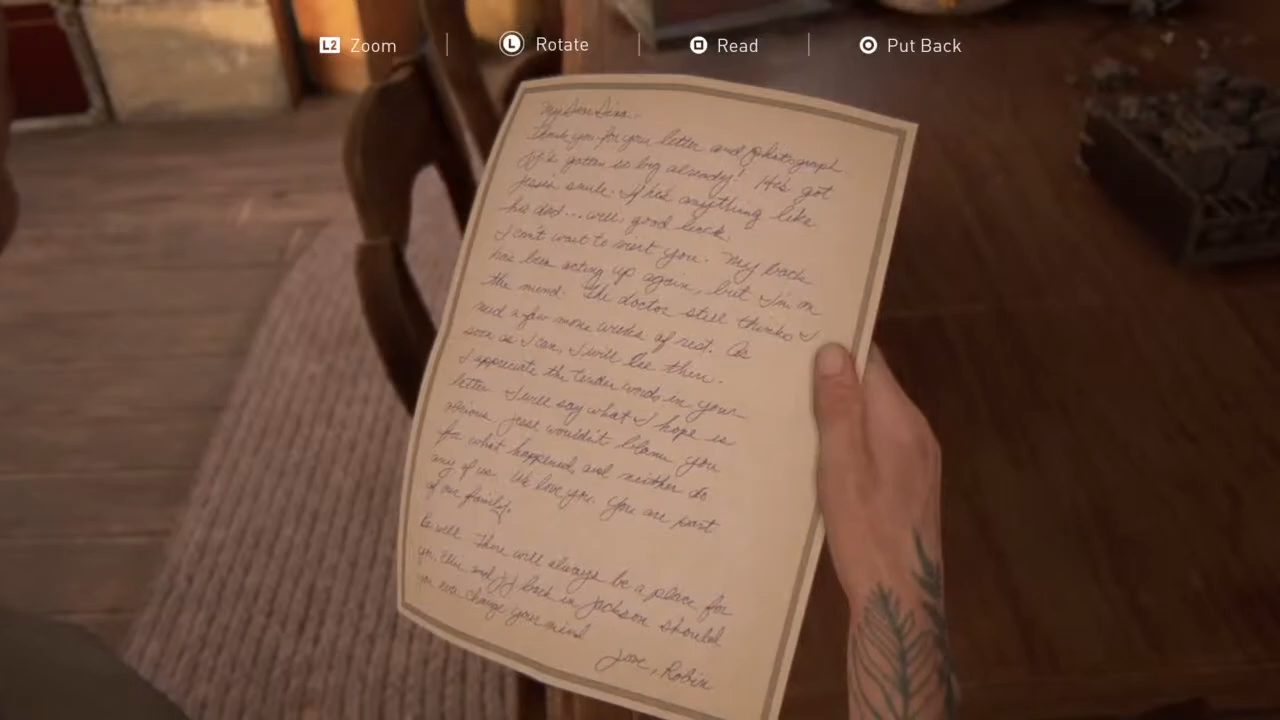 L2 Zoom L Rotate Read Put Back
My Dear Dina,
Thank you for your letter and photograph
JJ's gotten so big already! He's got
Jesse's smile. If he's anything like
his dad... well, good luck.
I can't wait to visit you. My back
has been acting up again, but I'm on
the mend. The doctor still thinks I
need a few more weeks of rest. As
soon as I can, I will be there.
I appreciate the tender words in your
letter. I will say what I hope is
obvious. Jesse wouldn't blame you
for what happened, and neither do
any of us. We love you. You are part
of our family.
Be well. There will always be a place for
you, Ellie, and JJ back in Jackson should
you ever change your mind
Love, Robin